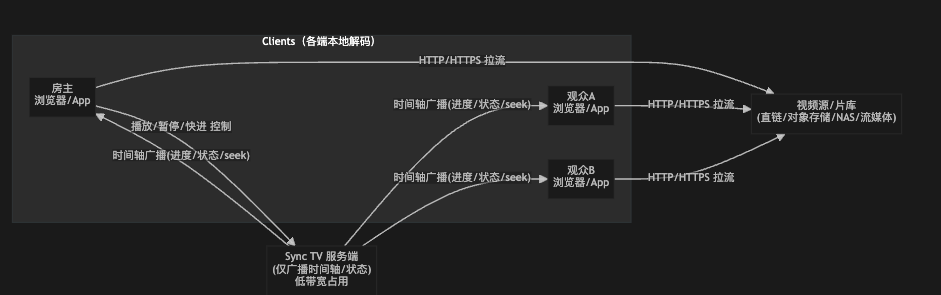 Clients（各端本地解码）
HTTP/HTTPS 拉流
房主
浏览器/App
播放/暂停/快进 控制
时间轴广播(进度/状态/seek)
时间轴广播(进度/状态/seek)
观众A
浏览器/App
HTTP/HTTPS 拉流
视频源/片库
(直链/对象存储/NAS/流媒体)
时间轴广播(进度/状态/seek)
观众B
浏览器/App
HTTP/HTTPS 拉流
Sync TV 服务端
(仅广播时间轴/状态)
低带宽占用